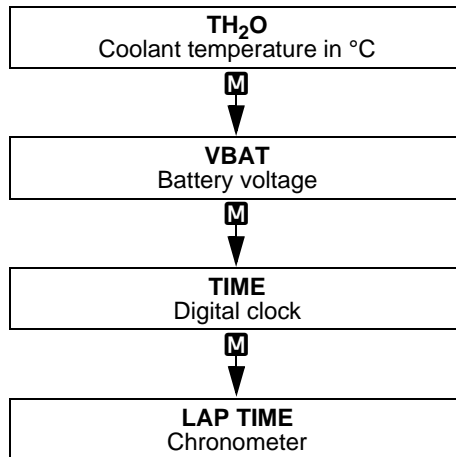 TH₂O
Coolant temperature in °C
M
VBAT
Battery voltage
M
TIME
Digital clock
M
LAP TIME
Chronometer